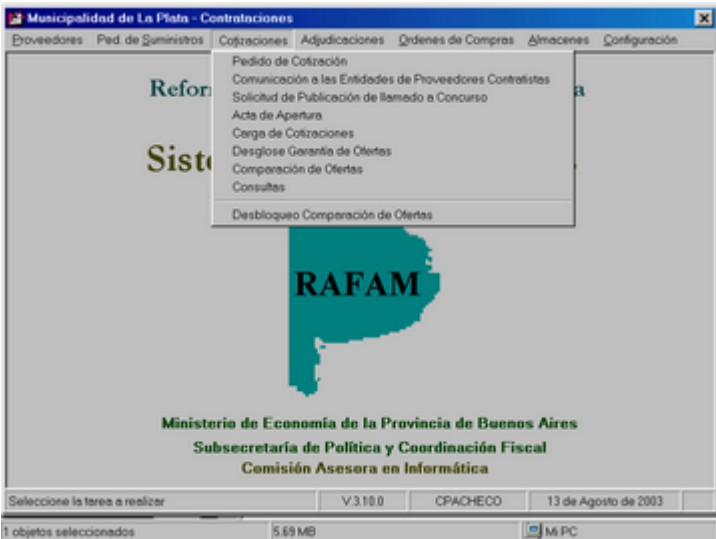 Municipalidad de La Plata - Contrataciones
Proveedores Ped. de Suministros Cotizaciones Adjudicaciones Ordenes de Compras Almacenes Configuración
Pedido de Cotización
Comunicación a las Entidades de Proveedores Contratistas
Solicitud de Publicación de llamado a Concurso
Acta de Apertura
Carga de Cotizaciones
Desglose Garantía de Ofertas
Comparación de Ofertas
Consultas
Desbloqueo Comparación de Ofertas
Refor
a
Siste
RAFAM
Ministerio de Economía de la Provincia de Buenos Aires
Subsecretaría de Política y Coordinación Fiscal
Comisión Asesora en Informática
Seleccione la tarea a realizar V.3.10.0 CPACHECO 13 de Agosto de 2003
1 objetos seleccionados 5.69 MB Mi PC